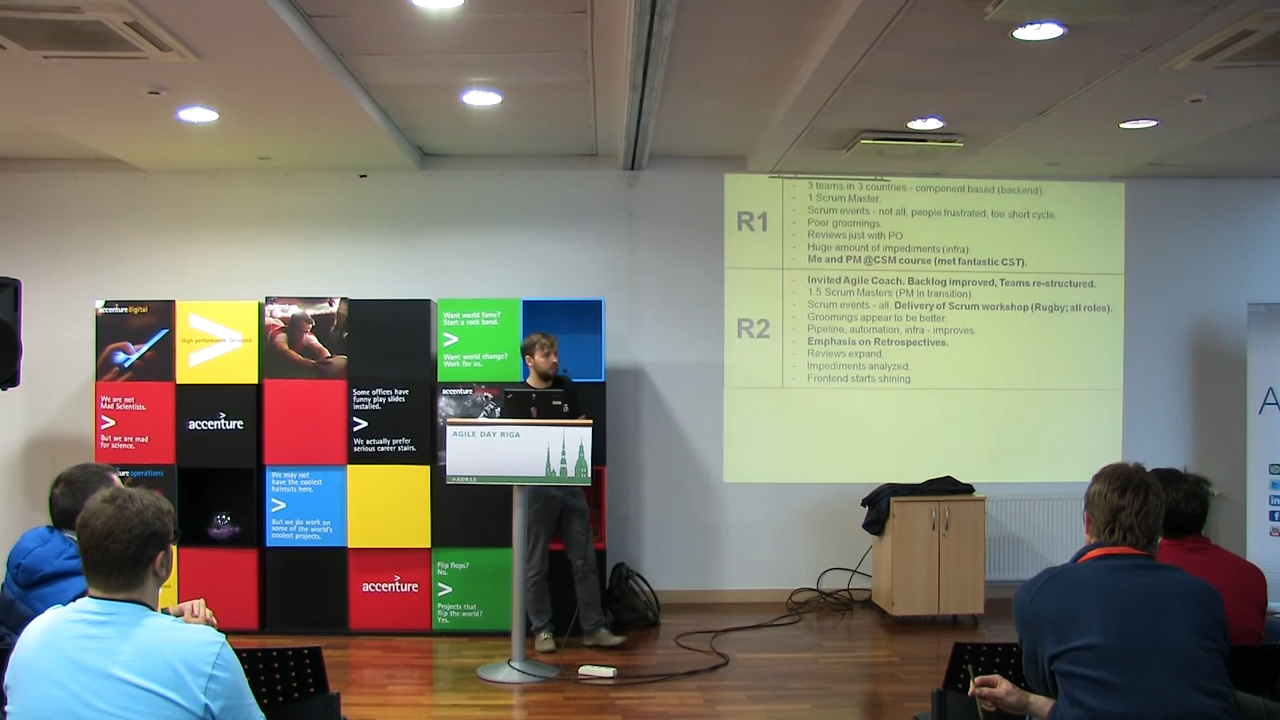 accenturedigital
High performance. Delivered.
We are not
Mad Scientists.
>
But we are mad
for science.
accenture
Some offices have
funny play slides
installed.
>
We actually prefer
serious career stairs.
Want world fame?
Start a rock band.
>
Want world change?
Work for us.
accenture
ure operations
We may not
have the coolest
haircuts here.
>
But we do work on
some of the world's
coolest projects.
accenture
Flip flops?
No.
>
Projects that
flip the world?
Yes.
AGILE DAY RIGA
#ADR15
R1
- 3 teams in 3 countries - component based (backend).
- 1 Scrum Master.
- Scrum events - not all, people frustrated, too short cycle.
- Poor groomings.
- Reviews just with PO.
- Huge amount of impediments (infra).
- Me and PM @CSM course (met fantastic CST).
R2
- Invited Agile Coach. Backlog improved, Teams re-structured.
- 1.5 Scrum Masters (PM in transition).
- Scrum events - all. Delivery of Scrum workshop (Rugby; all roles).
- Groomings appear to be better.
- Pipeline, automation, infra - improves.
- Emphasis on Retrospectives.
- Reviews expand.
- Impediments analyzed.
- Frontend starts shining.
A